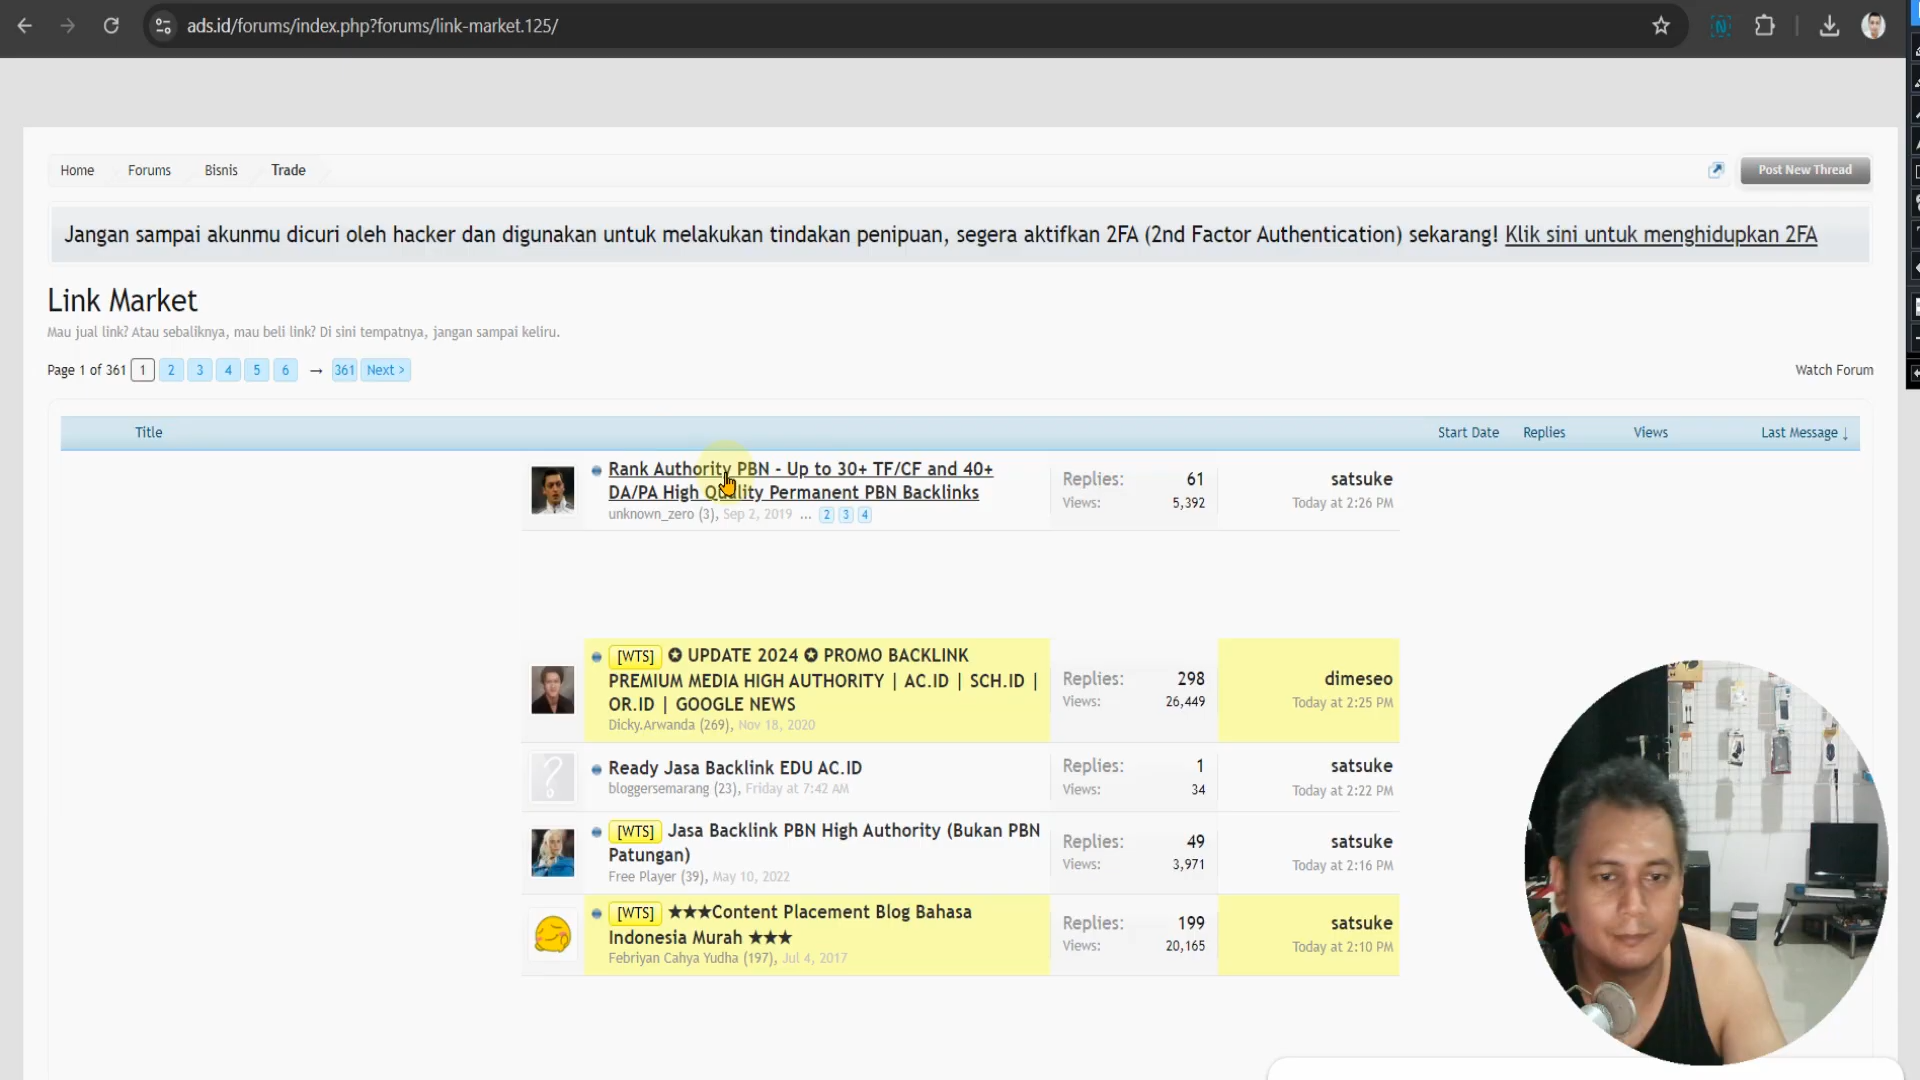 ads.id/forums/index.php?forums/link-market.125/
Home Forums Bisnis Trade Post New Thread
Jangan sampai akunmu dicuri oleh hacker dan digunakan untuk melakukan tindakan penipuan, segera aktifkan 2FA (2nd Factor Authentication) sekarang! Klik sini untuk menghidupkan 2FA
Link Market
Mau jual link? Atau sebaliknya, mau beli link? Di sini tempatnya, jangan sampai keliru.
Page 1 of 361 1 2 3 4 5 6 → 361 Next > Watch Forum
Title Start Date Replies Views Last Message ↓
Rank Authority PBN - Up to 30+ TF/CF and 40+
DA/PA High Quality Permanent PBN Backlinks
unknown_zero (3), Sep 2, 2019 ... 2 3 4
Replies: 61
Views: 5,392
satsuke
Today at 2:26 PM
[WTS] ✪ UPDATE 2024 ✪ PROMO BACKLINK
PREMIUM MEDIA HIGH AUTHORITY | AC.ID | SCH.ID |
OR.ID | GOOGLE NEWS
Dicky.Arwanda (269), Nov 18, 2020
Replies: 298
Views: 26,449
dimeseo
Today at 2:25 PM
Ready Jasa Backlink EDU AC.ID
bloggersemarang (23), Friday at 7:42 AM
Replies: 1
Views: 34
satsuke
Today at 2:22 PM
[WTS] Jasa Backlink PBN High Authority (Bukan PBN
Patungan)
Free Player (39), May 10, 2022
Replies: 49
Views: 3,971
satsuke
Today at 2:16 PM
[WTS] ★★★Content Placement Blog Bahasa
Indonesia Murah ★★★
Febriyan Cahya Yudha (197), Jul 4, 2017
Replies: 199
Views: 20,165
satsuke
Today at 2:10 PM